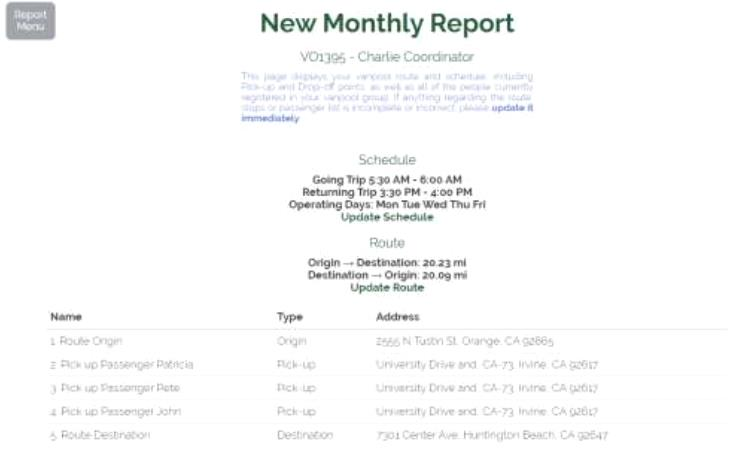 Report
Menu
New Monthly Report
VO1395 - Charlie Coordinator
This page displays your vanpool route and schedule, including
Pick-up and Drop-off points, as well as all of the people currently
registered in your vanpool group. If anything regarding the route,
stops or passenger list is incomplete or incorrect, please update it
immediately
Schedule
Going Trip 5:30 AM - 6:00 AM
Returning Trip 3:30 PM - 4:00 PM
Operating Days: Mon Tue Wed Thu Fri
Update Schedule
Route
Origin → Destination: 20.23 mi
Destination → Origin: 20.09 mi
Update Route
Name Type Address
1. Route Origin Origin 2555 N Tustin St, Orange, CA 92865
2. Pick up Passenger Patricia Pick-up University Drive and, CA-73, Irvine, CA 92617
3. Pick up Passenger Pete Pick-up University Drive and, CA-73, Irvine, CA 92617
4. Pick up Passenger John Pick-up University Drive and, CA-73, Irvine, CA 92617
5. Route Destination Destination 7301 Center Ave, Huntington Beach, CA 92647